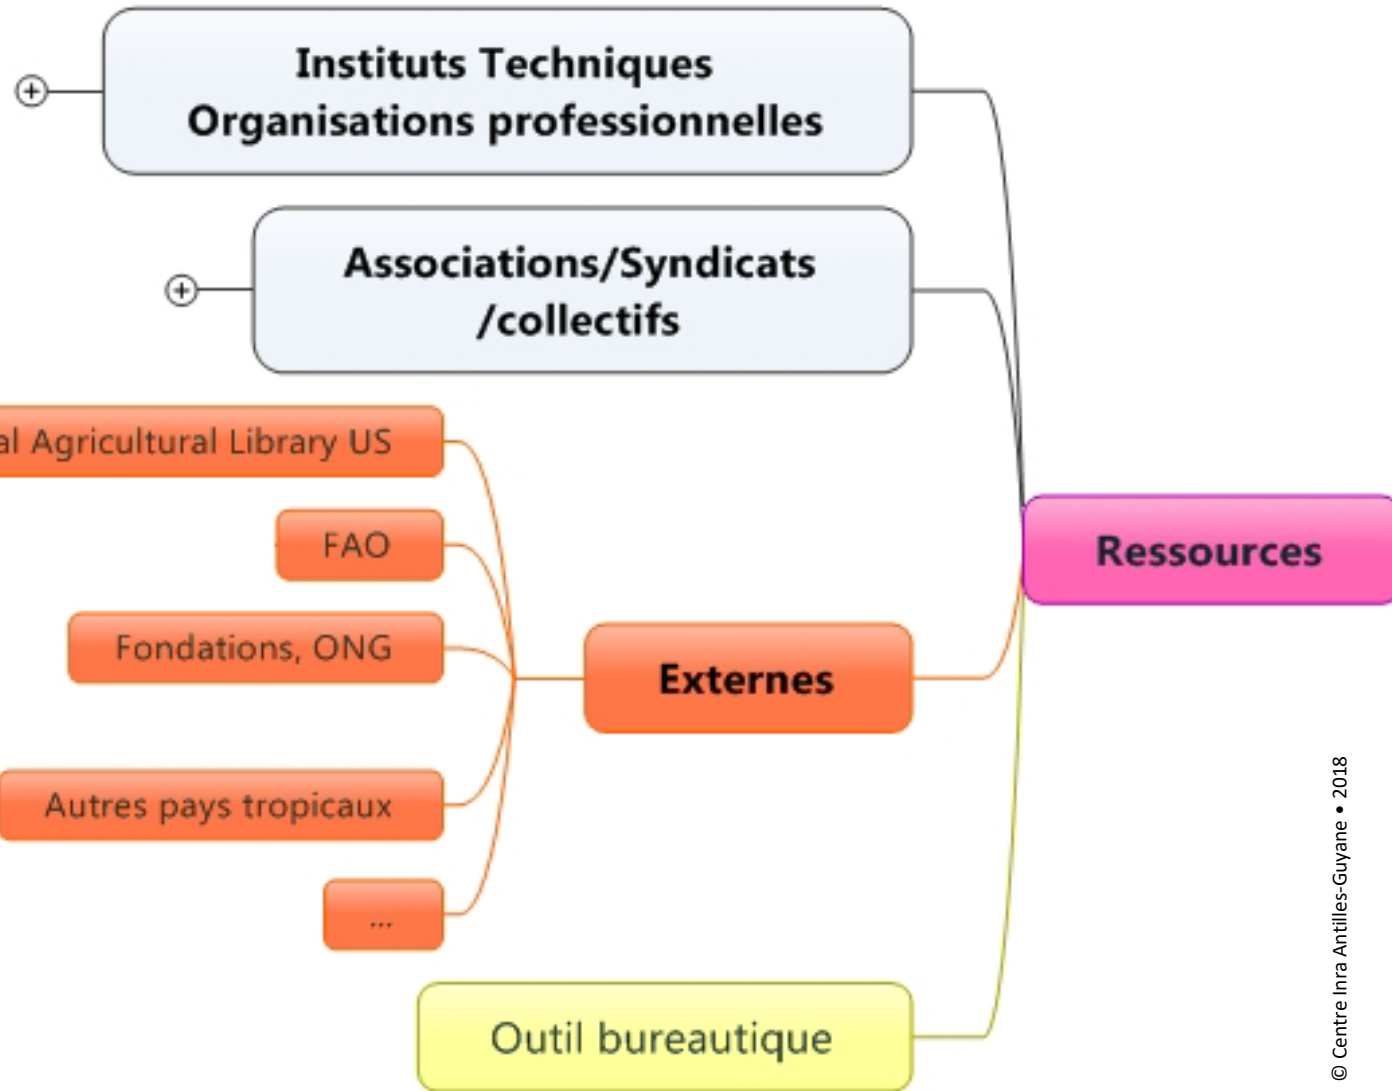 Instituts Techniques
Organisations professionnelles
Associations/Syndicats
/collectifs
al Agricultural Library US
FAO
Fondations, ONG
Autres pays tropicaux
...
Externes
Ressources
Outil bureautique
© Centre Inra Antilles-Guyane • 2018